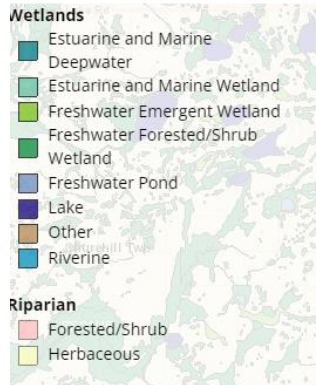 Wetlands
Estuarine and Marine
Deepwater
Estuarine and Marine Wetland
Freshwater Emergent Wetland
Freshwater Forested/Shrub
Wetland
Freshwater Pond
Lake
Other
Riverine
Riparian
Forested/Shrub
Herbaceous